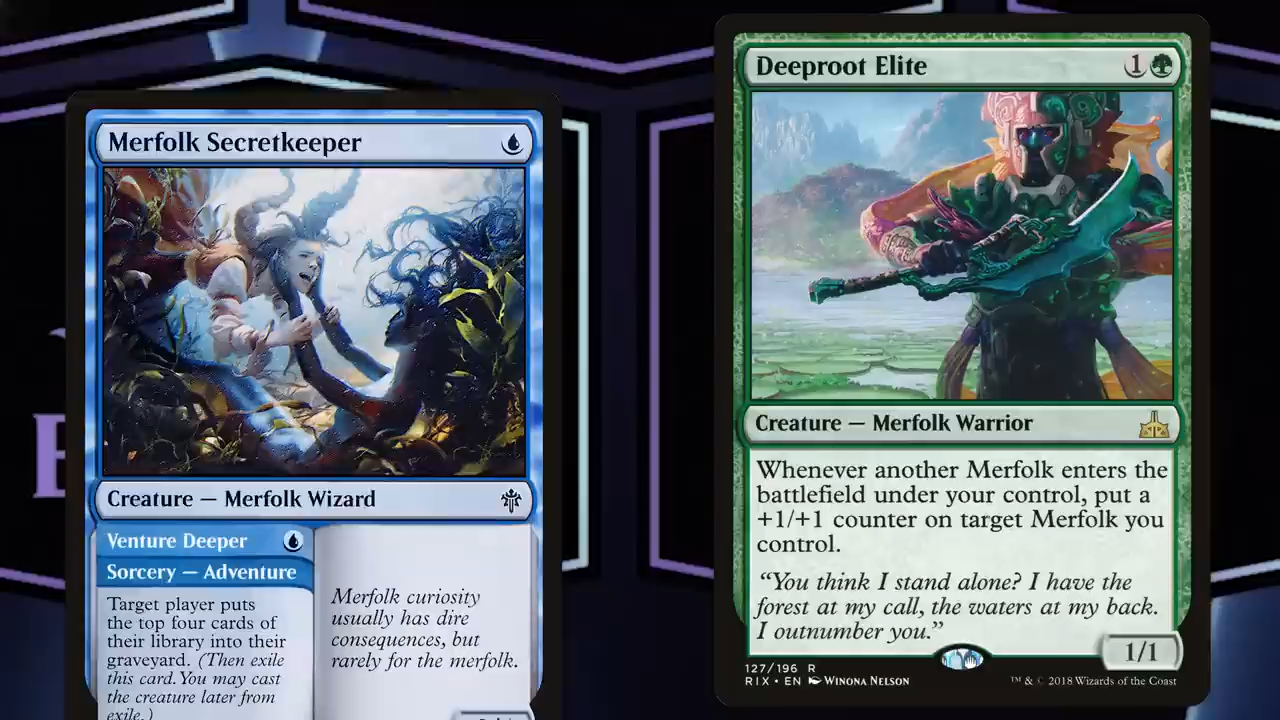 Merfolk Secretkeeper
Creature — Merfolk Wizard
Venture Deeper
Sorcery — Adventure
Target player puts
the top four cards of
their library into their
graveyard. (Then exile
this card. You may cast
the creature later from
exile.)
Merfolk curiosity
usually has dire
consequences, but
rarely for the merfolk.
Deeproot Elite
1
Creature — Merfolk Warrior
Whenever another Merfolk enters the
battlefield under your control, put a
+1/+1 counter on target Merfolk you
control.
“You think I stand alone? I have the
forest at my call, the waters at my back.
I outnumber you.”
1/1
127/196 R
RIX • EN Winona Nelson
™ & © 2018 Wizards of the Coast